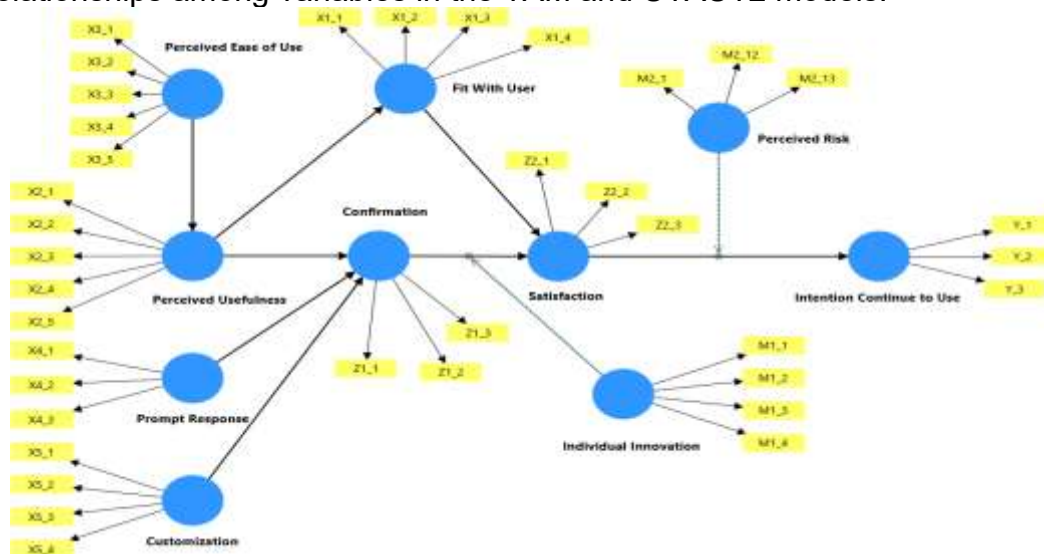 relationships among variables in the TAM and UTAUT2 models.
X3_1
X3_2
X3_3
X3_4
X3_5
Perceived Ease of Use
X1_1
X1_2
X1_3
X1_4
Fit With User
M2_1
M2_12
M2_13
Perceived Risk
X2_1
X2_2
X2_3
X2_4
X2_5
Perceived Usefulness
Confirmation
Z1_1
Z1_2
Z1_3
Z2_1
Z2_2
Z2_3
Satisfaction
Y_1
Y_2
Y_3
Intention Continue to Use
X4_1
X4_2
X4_3
Prompt Response
M1_1
M1_2
M1_3
M1_4
Individual Innovation
X5_1
X5_2
X5_3
X5_4
Customization